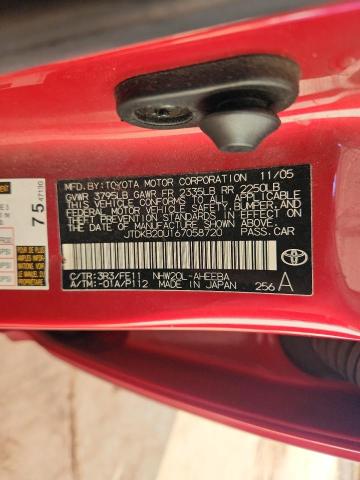 MFD. BY: TOYOTA MOTOR CORPORATION 11/05
GVWR 3795LB GAWR FR 2335LB RR 2250LB
THIS VEHICLE CONFORMS TO ALL APPLICABLE
FEDERAL MOTOR VEHICLE SAFETY, BUMPER, AND
THEFT PREVENTION STANDARDS IN EFFECT ON
THE DATE OF MANUFACTURE SHOWN ABOVE.
JTDKB20U167058720 PASS. CAR
C/TR: 3R3/FE11 NHW20L-AHEEBA
A/TM: -01A/P112 MADE IN JAPAN 256 A
TOYOTA
75
47110